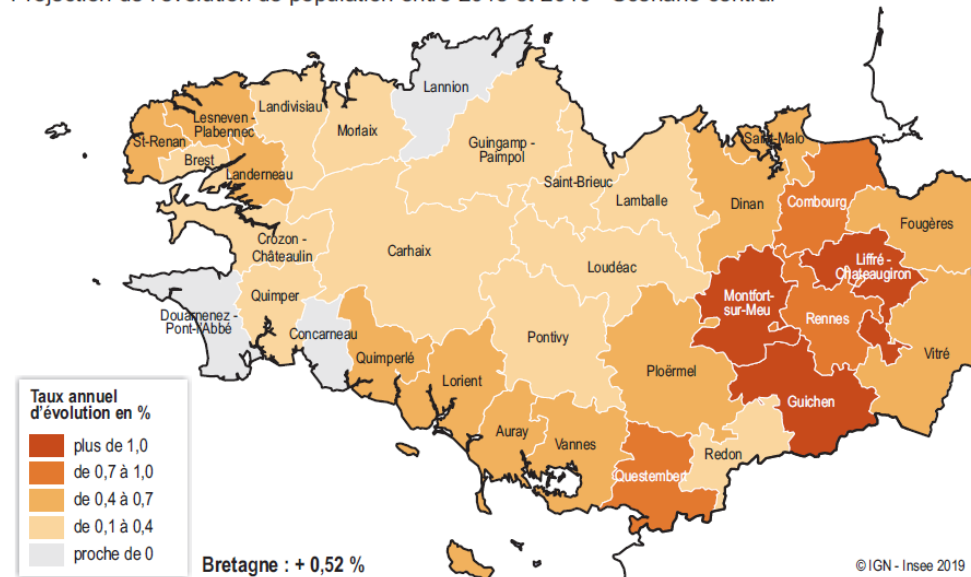 Lannion
Landivisiau
Lesneven -
Plabennec
Morlaix
St-Renan
Brest
Landerneau
Guingamp -
Paimpol
Saint-Brieuc
Lamballe
Saint-Malo
Dinan
Combourg
Fougères
Crozon -
Châteaulin
Carhaix
Loudéac
Liffré -
Chateaugiron
Montfort-
sur-Meu
Rennes
Quimper
Douarnenez -
Pont-l'Abbé
Concarneau
Quimperlé
Pontivy
Ploërmel
Vitré
Lorient
Guichen
Auray
Vannes
Redon
Questembert
Taux annuel
d'évolution en %
plus de 1,0
de 0,7 à 1,0
de 0,4 à 0,7
de 0,1 à 0,4
proche de 0
Bretagne : + 0,52 %
© IGN - Insee 2019